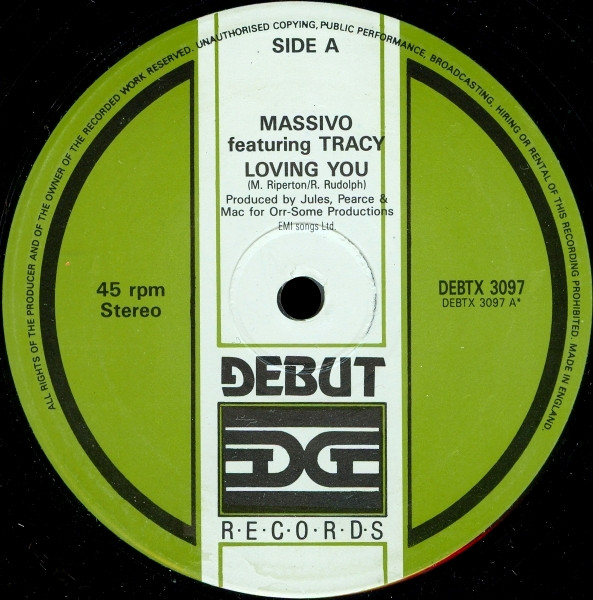 ALL RIGHTS OF THE PRODUCER AND OF THE OWNER OF THE RECORDED WORK RESERVED. UNAUTHORISED COPYING, PUBLIC PERFORMANCE, BROADCASTING, HIRING OR RENTAL OF THIS RECORDING PROHIBITED. MADE IN ENGLAND.
SIDE A
MASSIVO
featuring TRACY
LOVING YOU
(M. Riperton/R. Rudolph)
Produced by Jules, Pearce &
Mac for Orr-Some Productions
EMI songs Ltd.
45 rpm
Stereo
DEBTX 3097
DEBTX 3097 A*
DEBUT
R·E·C·O·R·D·S